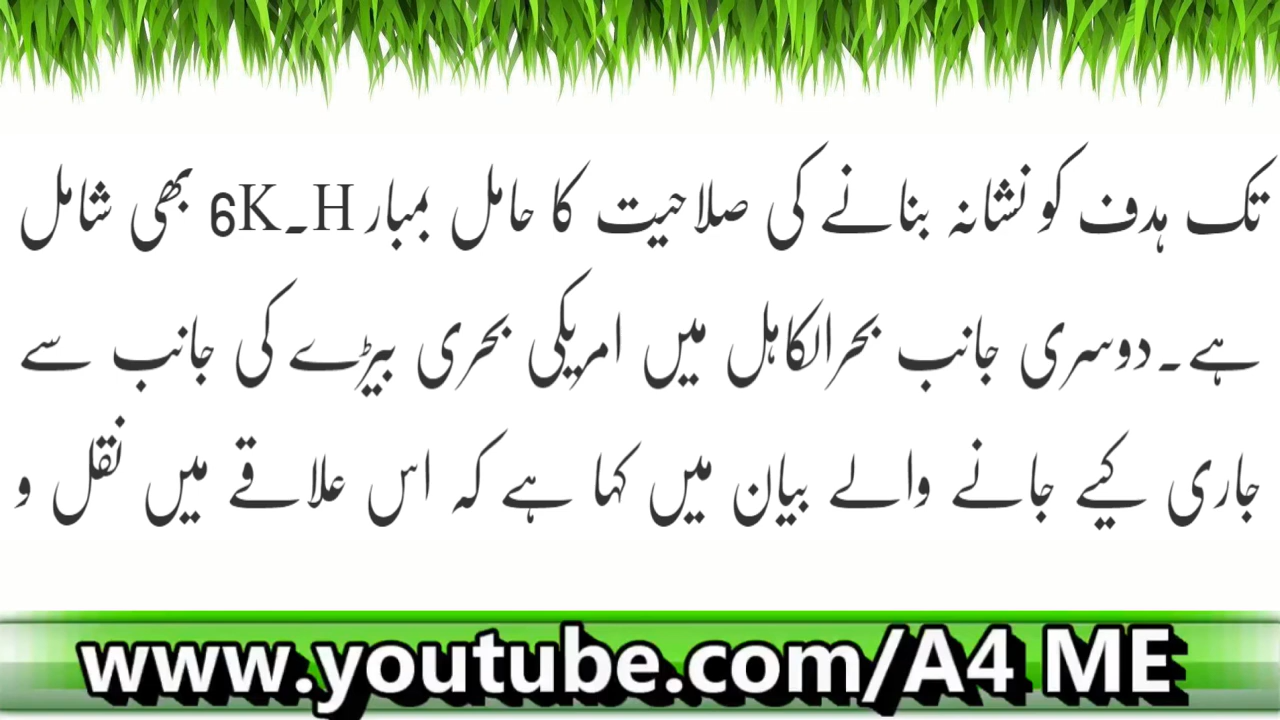 تک ہدف کو نشانہ بنانے کی صلاحیت کا حامل بمبار H۔6K بھی شامل
ہے۔ دوسری جانب بحرالکاہل میں امریکی بحری بیڑے کی جانب سے
جاری کیے جانے والے بیان میں کہا ہے کہ اس علاقے میں نقل و
www.youtube.com/A4 ME